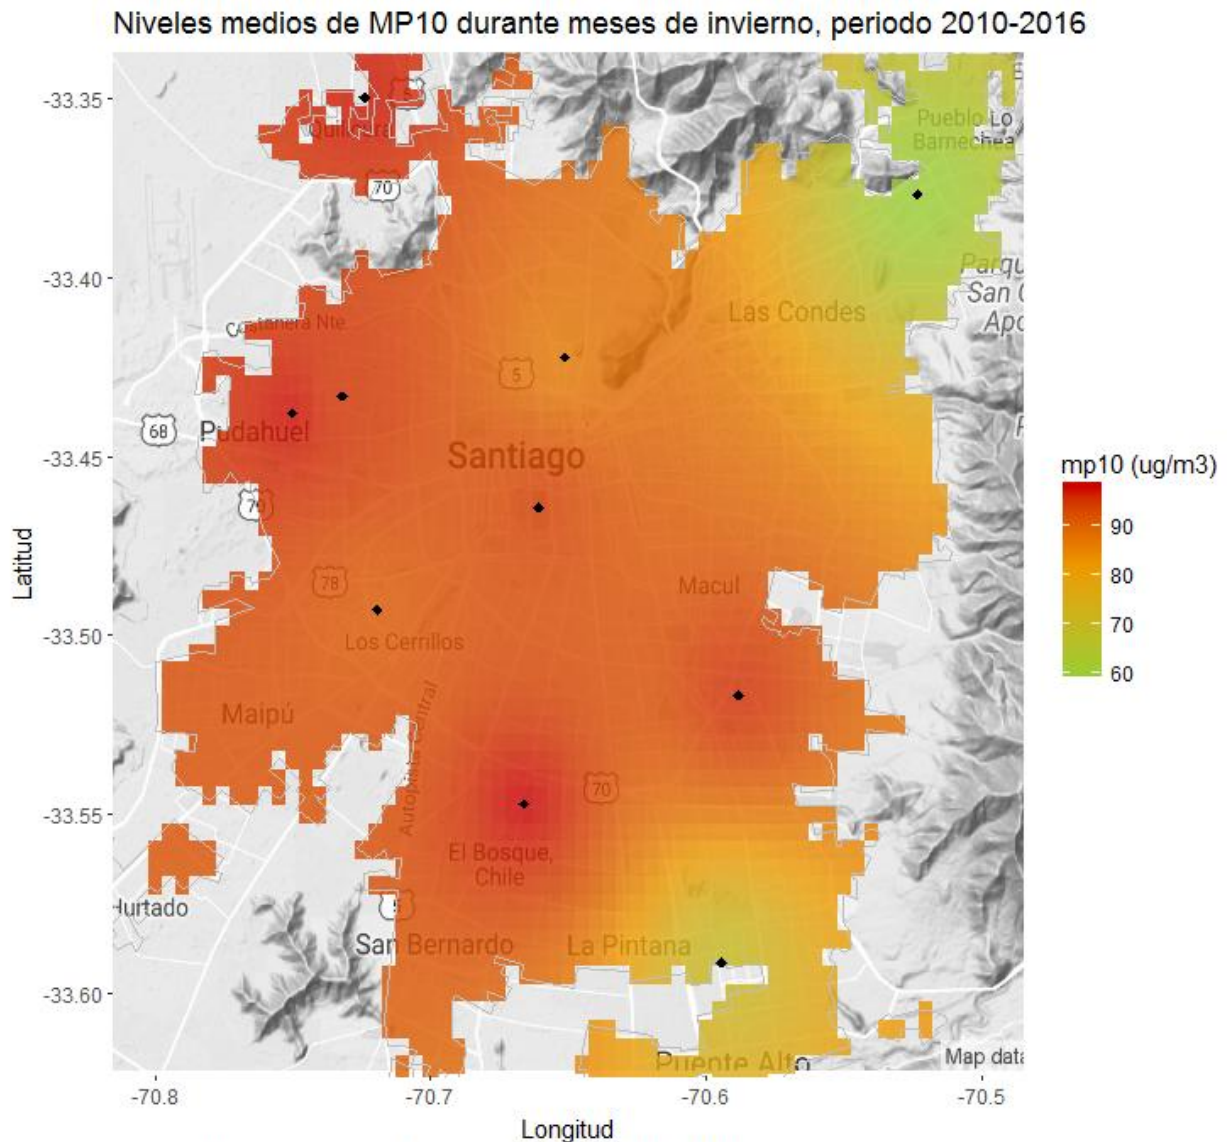 Niveles medios de MP10 durante meses de invierno, periodo 2010-2016
-33.35
Quilicura
Pueblo Lo
Barnechea
70
-33.40
Parqu
San C
Apo
Las Condes
Costanera Nte
5
68
Pudahuel
-33.45
Santiago
mp10 (ug/m3)
90
80
70
60
70
78
Macul
Latitud
-33.50
Los Cerrillos
Maipú
Autopista Central
70
-33.55
El Bosque,
Chile
Hurtado
5
San Bernardo
La Pintana
-33.60
Puente Alto
Map data
-70.8
-70.7
-70.6
-70.5
Longitud